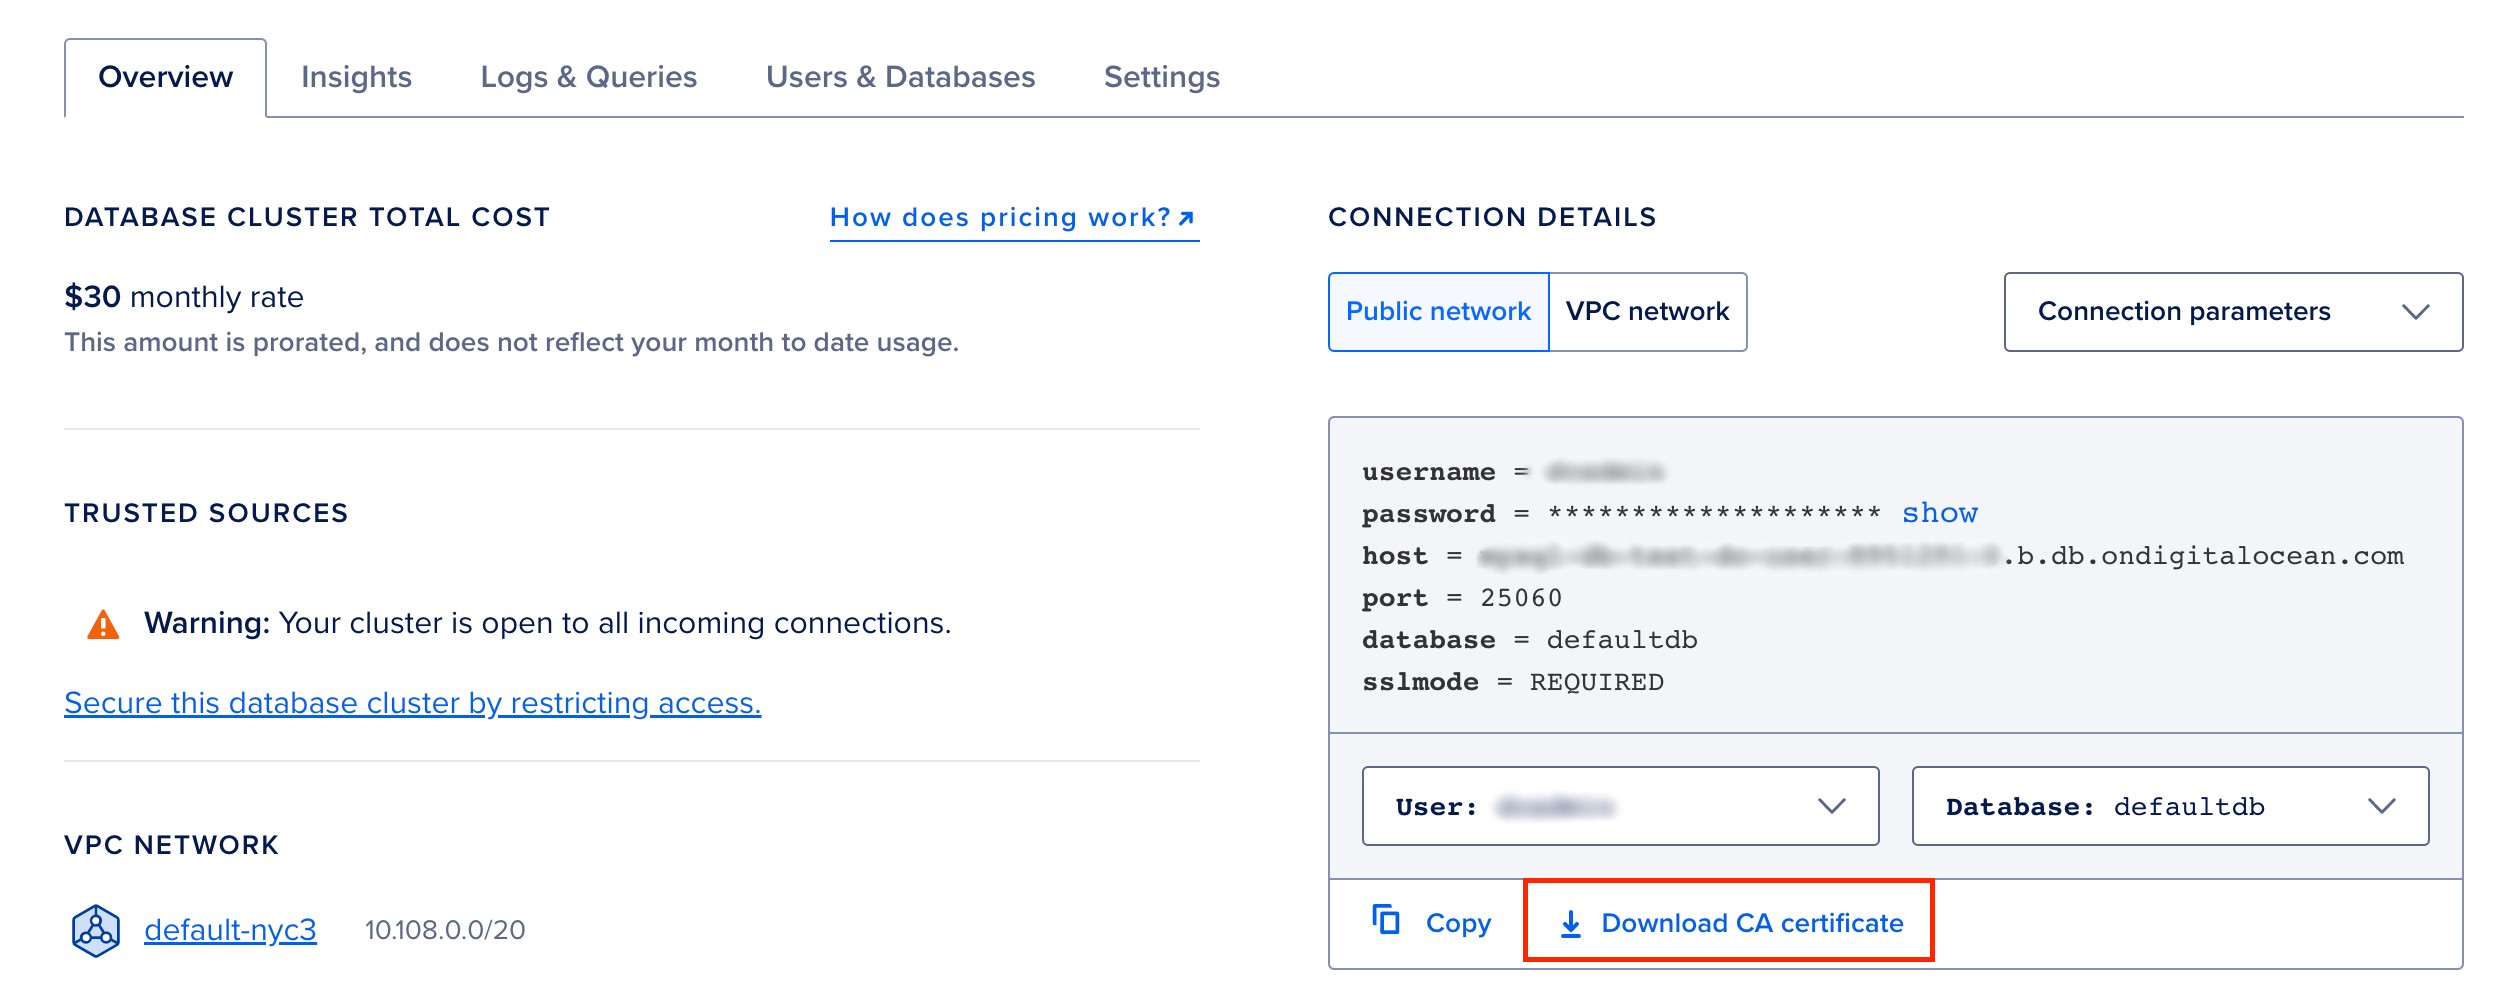 Overview
Insights
Logs & Queries
Users & Databases
Settings
DATABASE CLUSTER TOTAL COST
How does pricing work?
$30 monthly rate
This amount is prorated, and does not reflect your month to date usage.
TRUSTED SOURCES
Warning: Your cluster is open to all incoming connections.
Secure this database cluster by restricting access.
VPC NETWORK
default-nyc3
10.108.0.0/20
CONNECTION DETAILS
Public network
VPC network
Connection parameters
username =
password = ******************** show
host = .b.db.ondigitalocean.com
port = 25060
database = defaultdb
sslmode = REQUIRED
User:
Database: defaultdb
Copy
Download CA certificate